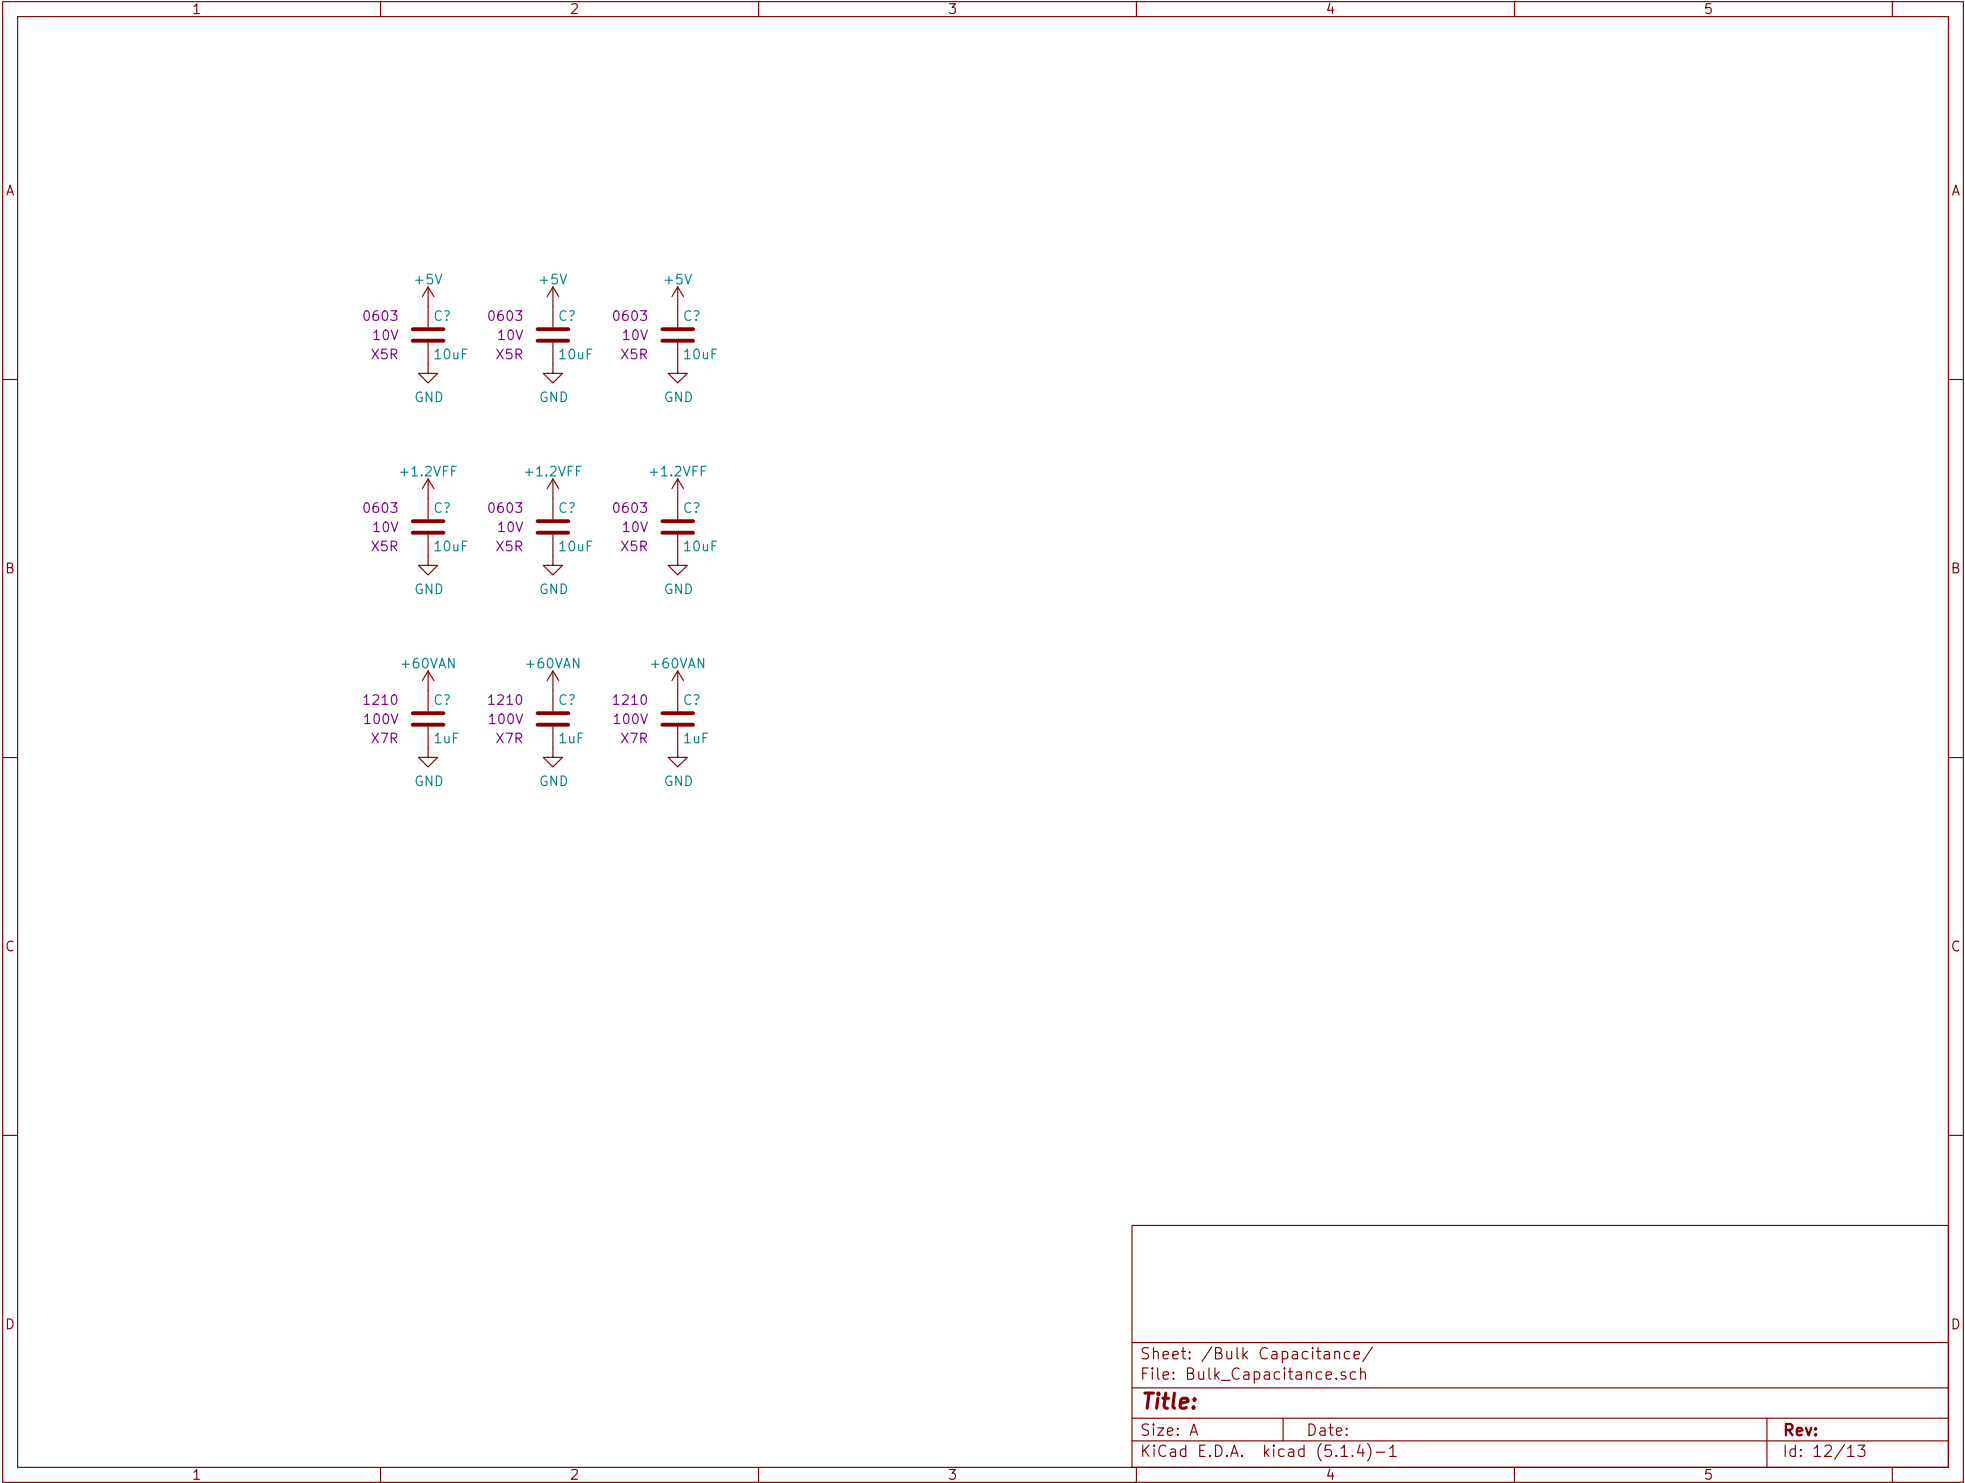 1 2 3 4 5
A A
+5V +5V +5V
0603 C? 0603 C? 0603 C?
10V 10V 10V
X5R 10uF X5R 10uF X5R 10uF
GND GND GND
+1.2VFF +1.2VFF +1.2VFF
0603 C? 0603 C? 0603 C?
10V 10V 10V
X5R 10uF X5R 10uF X5R 10uF
B B
GND GND GND
+60VAN +60VAN +60VAN
1210 C? 1210 C? 1210 C?
100V 100V 100V
X7R 1uF X7R 1uF X7R 1uF
GND GND GND
C C
D D
Sheet: /Bulk Capacitance/
File: Bulk_Capacitance.sch
Title:
Size: A Date: Rev:
KiCad E.D.A. kicad (5.1.4)-1 Id: 12/13
1 2 3 4 5